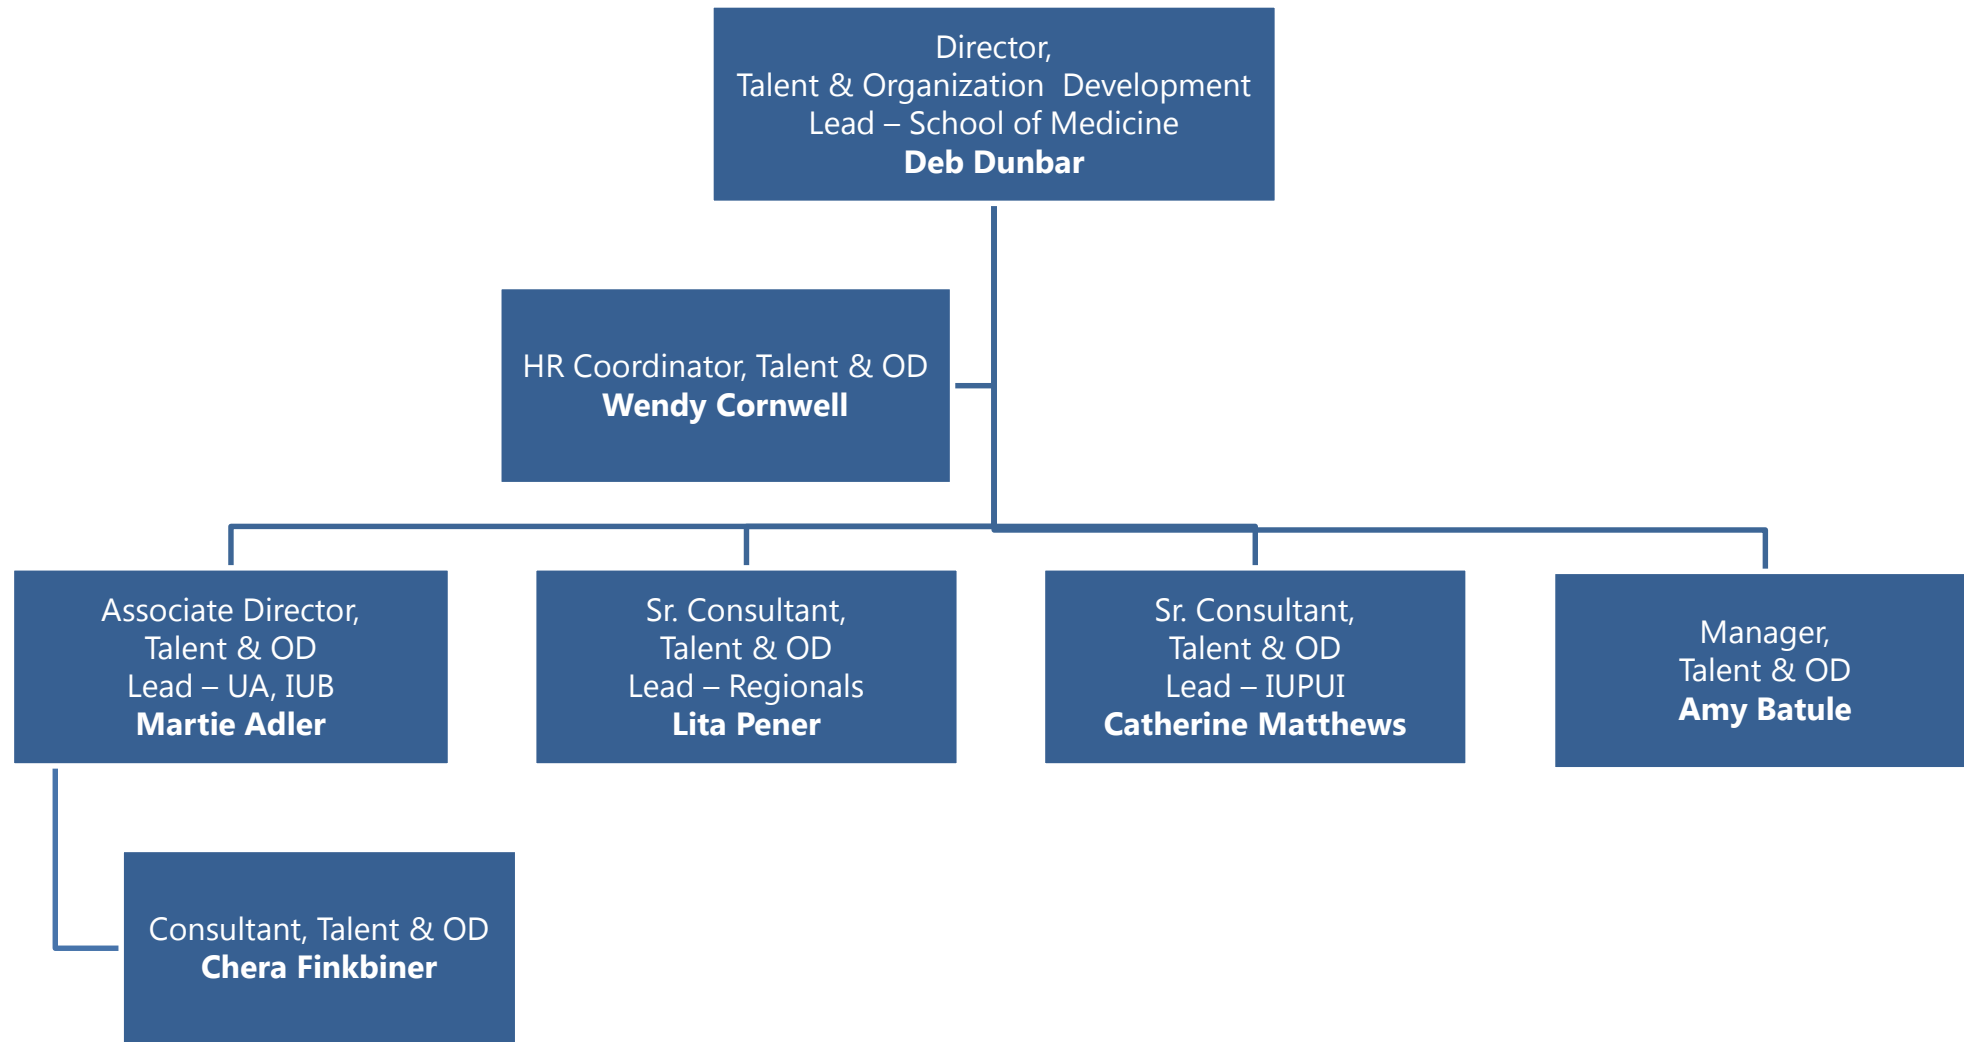 Director,
Talent & Organization  Development
Lead – School of Medicine
Deb Dunbar
HR Coordinator, Talent & OD
Wendy Cornwell
Associate Director,
Talent & OD
Lead – UA, IUB
Martie Adler
Sr. Consultant,
Talent & OD
Lead – Regionals
Lita Pener
Sr. Consultant,
Talent & OD
Lead – IUPUI
Catherine Matthews
Manager,
Talent & OD
Amy Batule
Consultant, Talent & OD
Chera Finkbiner